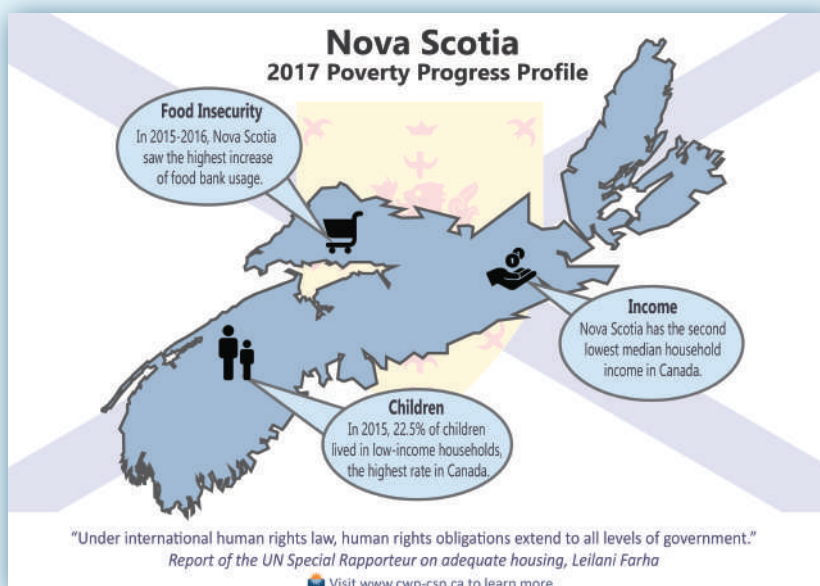 Nova Scotia
2017 Poverty Progress Profile
Food Insecurity
In 2015-2016, Nova Scotia
saw the highest increase
of food bank usage.
Income
Nova Scotia has the second
lowest median household
income in Canada.
Children
In 2015, 22.5% of children
lived in low-income households,
the highest rate in Canada.
“Under international human rights law, human rights obligations extend to all levels of government.”
Report of the UN Special Rapporteur on adequate housing, Leilani Farha
Visit www.cwp-csp.ca to learn more